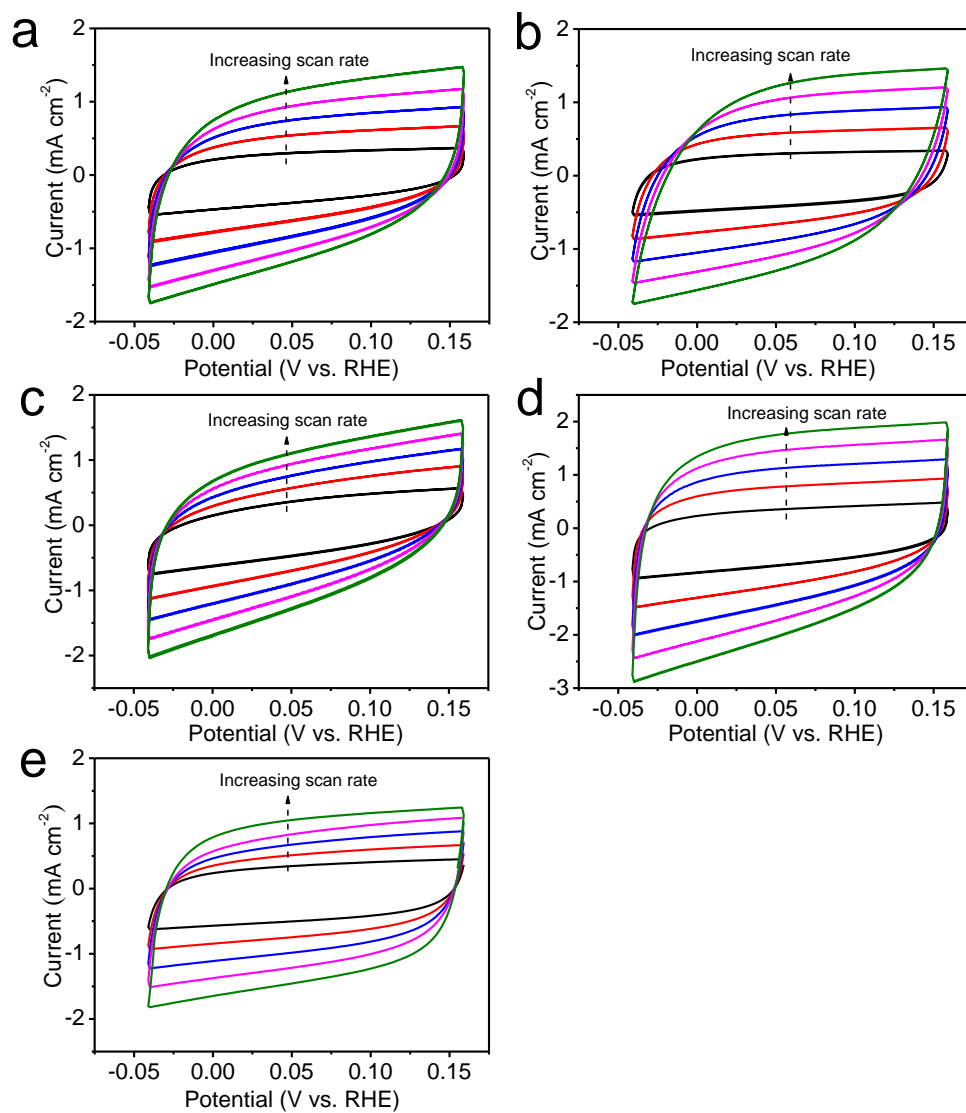 a
Increasing scan rate
Current (mA cm-2)
2
1
0
-1
-2
-0.05 0.00 0.05 0.10 0.15
Potential (V vs. RHE)
b
Increasing scan rate
Current (mA cm-2)
2
1
0
-1
-2
-0.05 0.00 0.05 0.10 0.15
Potential (V vs. RHE)
c
Increasing scan rate
Current (mA cm-2)
2
1
0
-1
-2
-0.05 0.00 0.05 0.10 0.15
Potential (V vs. RHE)
d
Increasing scan rate
Current (mA cm-2)
2
1
0
-1
-2
-3
-0.05 0.00 0.05 0.10 0.15
Potential (V vs. RHE)
e
Increasing scan rate
Current (mA cm-2)
2
1
0
-1
-2
-0.05 0.00 0.05 0.10 0.15
Potential (V vs. RHE)